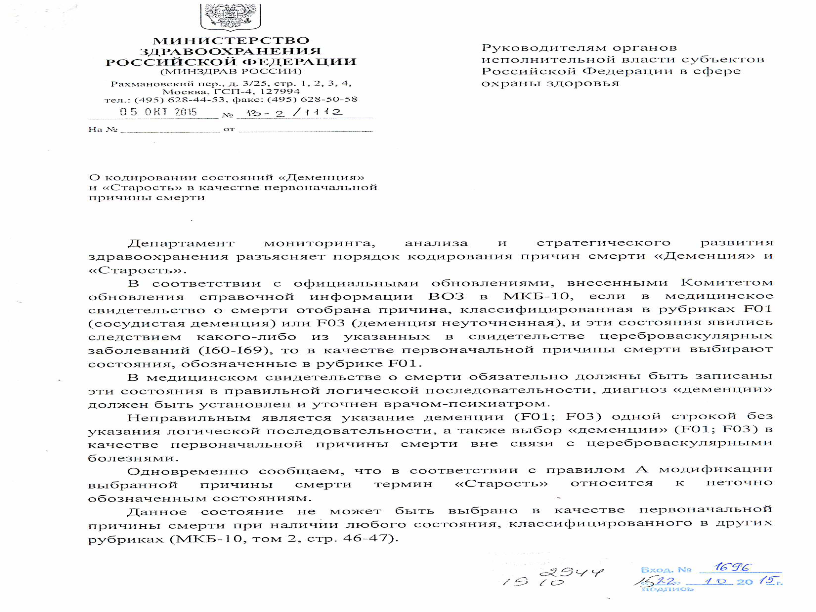 МИНИСТЕРСТВО
ЗДРАВООХРАНЕНИЯ
РОССИЙСКОЙ ФЕДЕРАЦИИ
(МИНЗДРАВ РОССИИ)
Рахмановский пер., д. 3/25, стр. 1, 2, 3, 4,
Москва, ГСП-4, 127994
тел.: (495) 628-44-53, факс: (495) 628-50-58
05 ОКТ 2015 № 13-2/1112
На № от
Руководителям органов
исполнительной власти субъектов
Российской Федерации в сфере
охраны здоровья
О кодировании состояний «Деменция»
и «Старость» в качестве первоначальной
причины смерти
Департамент мониторинга, анализа и стратегического развития
здравоохранения разъясняет порядок кодирования причин смерти «Деменция» и
«Старость».
В соответствии с официальными обновлениями, внесенными Комитетом
обновления справочной информации ВОЗ в МКБ-10, если в медицинское
свидетельство о смерти отобрана причина, классифицированная в рубриках F01
(сосудистая деменция) или F03 (деменция неуточненная), и эти состояния явились
следствием какого-либо из указанных в свидетельстве цереброваскулярных
заболеваний (I60-I69), то в качестве первоначальной причины смерти выбирают
состояния, обозначенные в рубрике F01.
В медицинском свидетельстве о смерти обязательно должны быть записаны
эти состояния в правильной логической последовательности, диагноз «деменции»
должен быть установлен и уточнен врачом-психиатром.
Неправильным является указание деменции (F01; F03) одной строкой без
указания логической последовательности, а также выбор «деменции» (F01; F03) в
качестве первоначальной причины смерти вне связи с цереброваскулярными
болезнями.
Одновременно сообщаем, что в соответствии с правилом А модификации
выбранной причины смерти термин «Старость» относится к неточно
обозначенным состояниям.
Данное состояние не может быть выбрано в качестве первоначальной
причины смерти при наличии любого состояния, классифицированного в других
рубриках (МКБ-10, том 2, стр. 46-47).
2944
15 10
Вход. № 1696
10 2015 г.
подпись